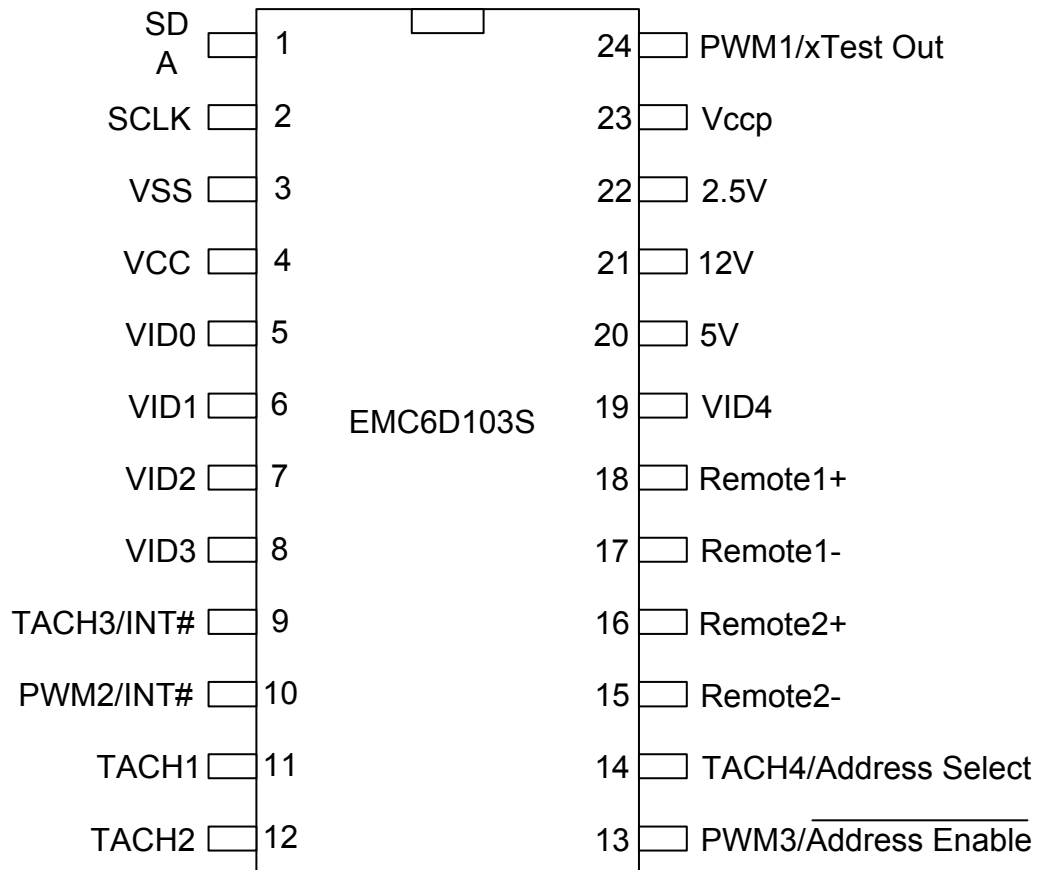 SD
A 1 24 PWM1/xTest Out
SCLK 2 23 Vccp
VSS 3 22 2.5V
VCC 4 21 12V
VID0 5 20 5V
VID1 6 EMC6D103S 19 VID4
VID2 7 18 Remote1+
VID3 8 17 Remote1-
TACH3/INT# 9 16 Remote2+
PWM2/INT# 10 15 Remote2-
TACH1 11 14 TACH4/Address Select
TACH2 12 13 PWM3/Address Enable